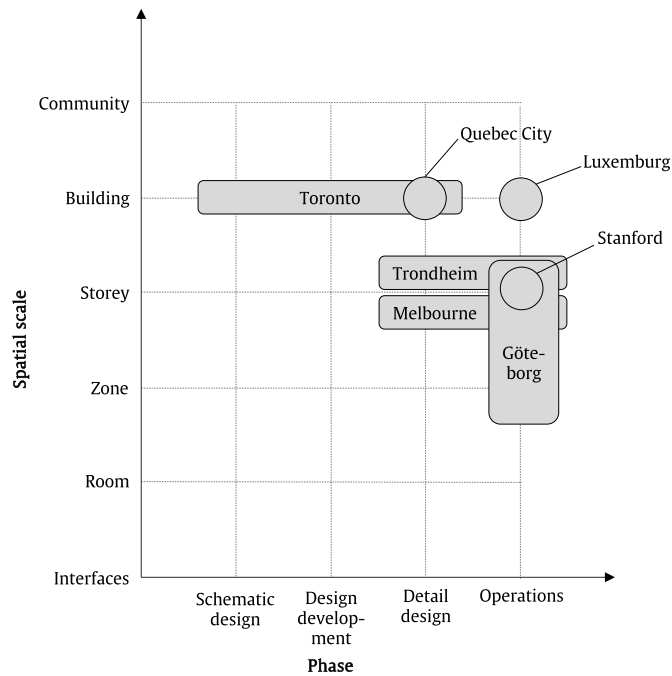 Community
Quebec City
Luxemburg
Building
Toronto
Stanford
Trondheim
Storey
Melbourne
Göte-
borg
Spatial scale
Zone
Room
Interfaces
Schematic
design
Design
develop-
ment
Detail
design
Operations
Phase